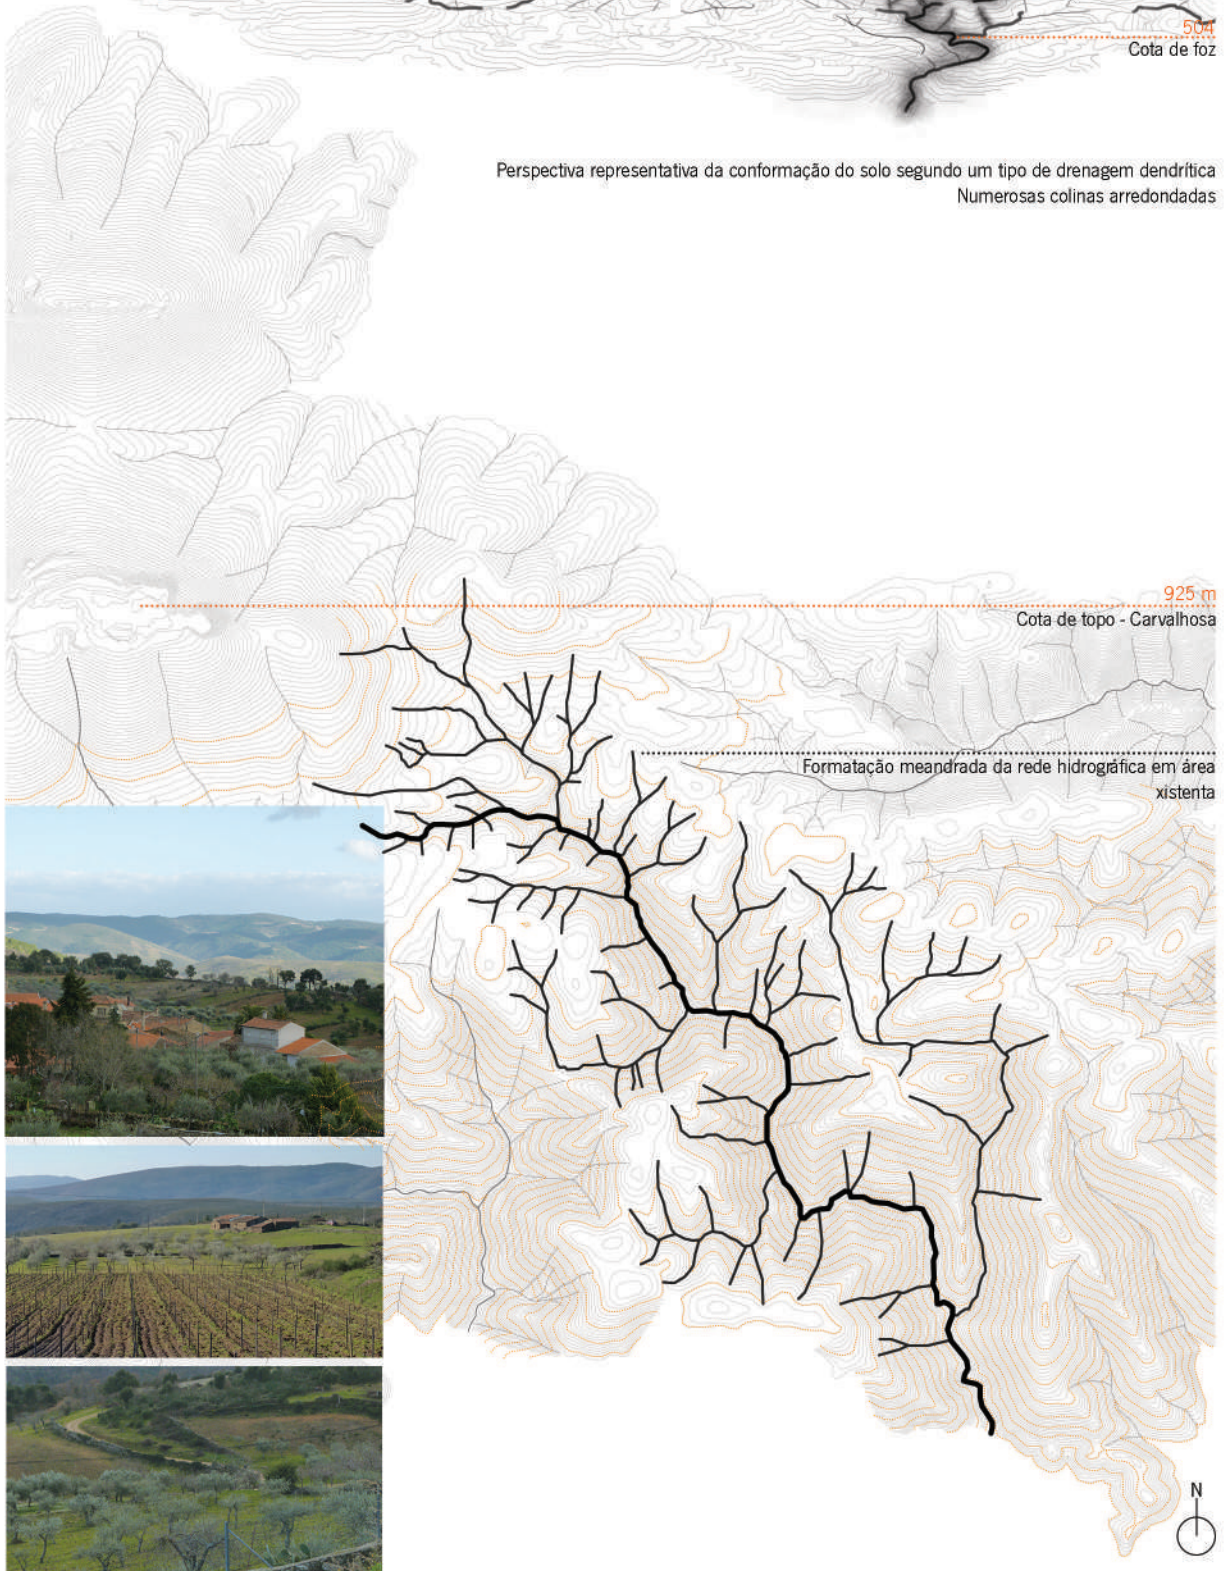 504
Cota de foz
Perspectiva representativa da conformação do solo segundo um tipo de drenagem dendrítica
Numerosas colinas arredondadas
925 m
Cota de topo - Carvalhosa
Formatação meandrada da rede hidrográfica em área
xistenta
N